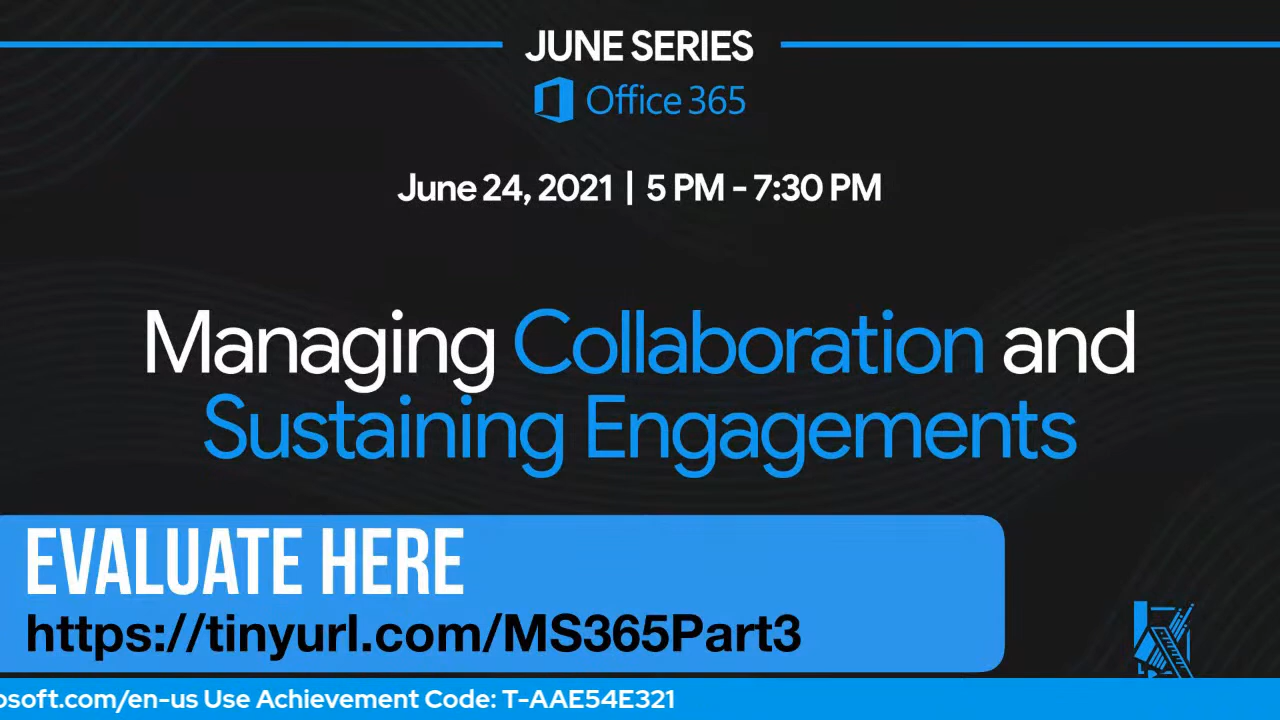 JUNE SERIES
Office 365
June 24, 2021 | 5 PM - 7:30 PM
Managing Collaboration and
Sustaining Engagements
EVALUATE HERE
https://tinyurl.com/MS365Part3
osoft.com/en-us Use Achievement Code: T-AAE54E321